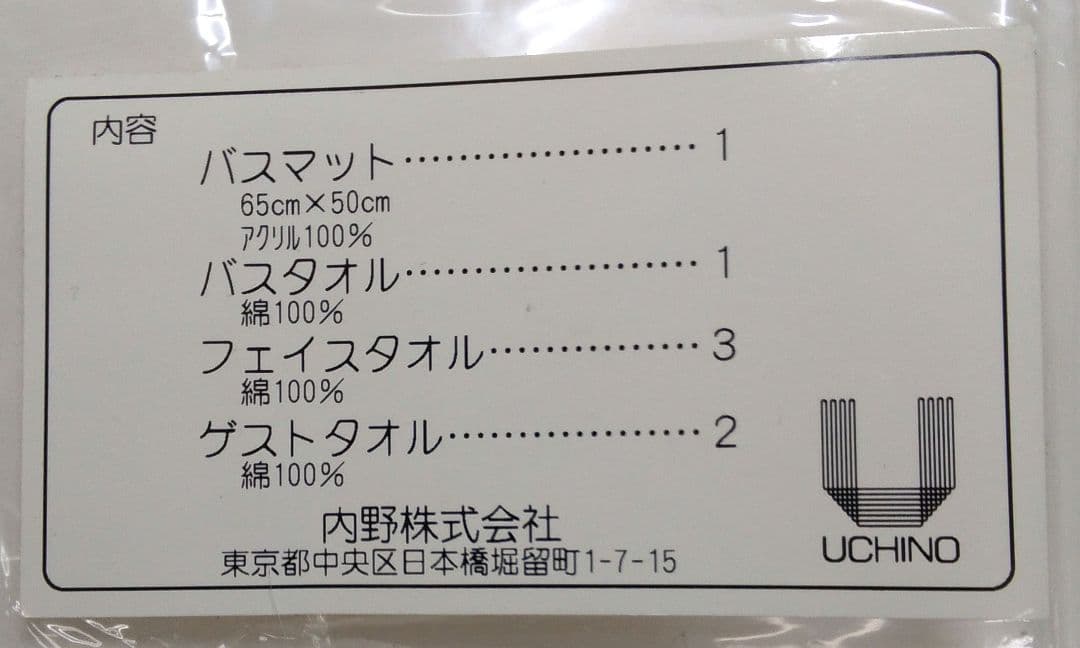 内容
バスマット…………………… 1
65cm×50cm
ｱｸﾘﾙ100%
バスタオル…………………… 1
綿100%
フェイスタオル……………… 3
綿100%
ゲストタオル………………… 2
綿100%
内野株式会社
東京都中央区日本橋堀留町1-7-15
UCHINO